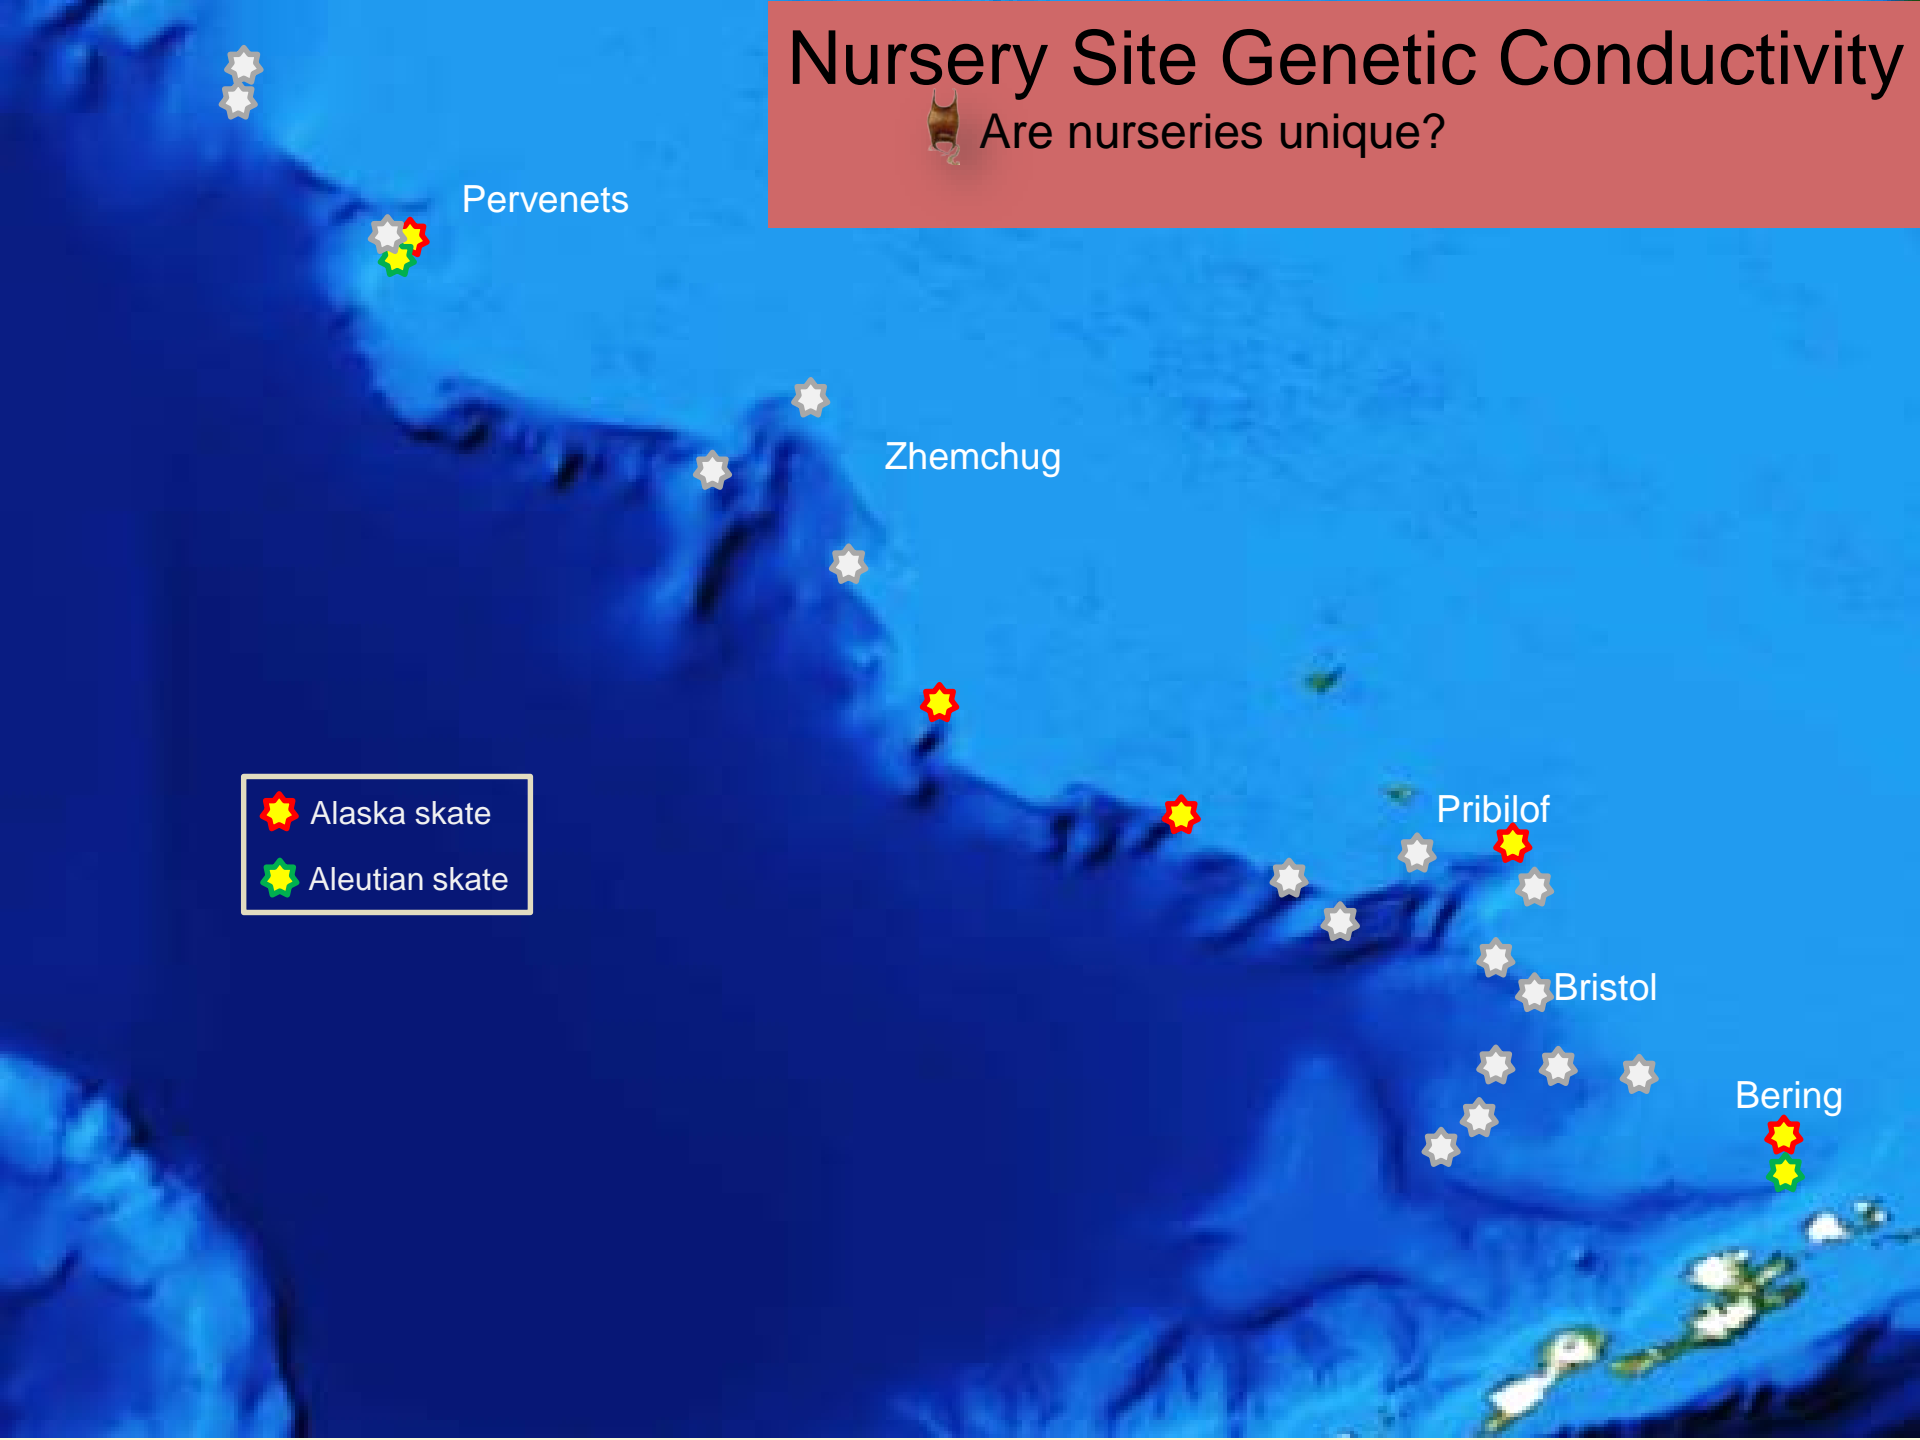 Nursery Site Genetic Conductivity
Are nurseries unique?
Pervenets
Zhemchug
Alaska skate
Aleutian skate
Pribilof
Bristol
Bering